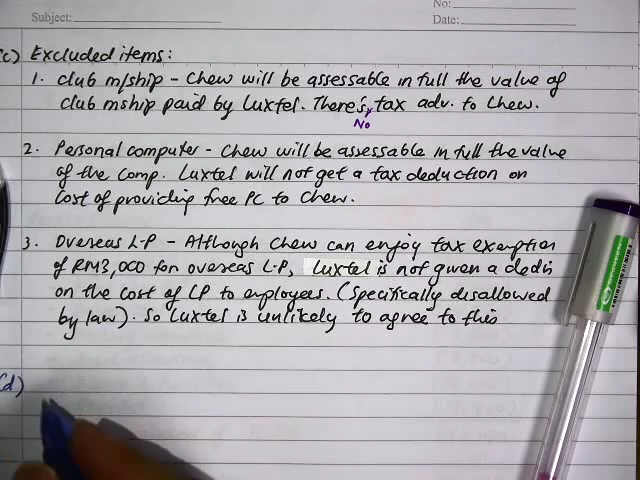 No:
Subject:
Date:
(c) Excluded items:
1. Club m/ship - Chew will be assessable in full the value of
club mship paid by Luxtel. There's tax adv. to Chew.
No
2. Personal computer - Chew will be assessable in full the value
of the comp. Luxtel will not get a tax deduction on
cost of providing free PC to Chew.
3. Overseas L-P - Although Chew can enjoy tax exemption
of RM3,000 for overseas L-P, Luxtel is not given a dedn
on the cost of LP to employees. (Specifically disallowed
by law). So Luxtel is unlikely to agree to this
(d)